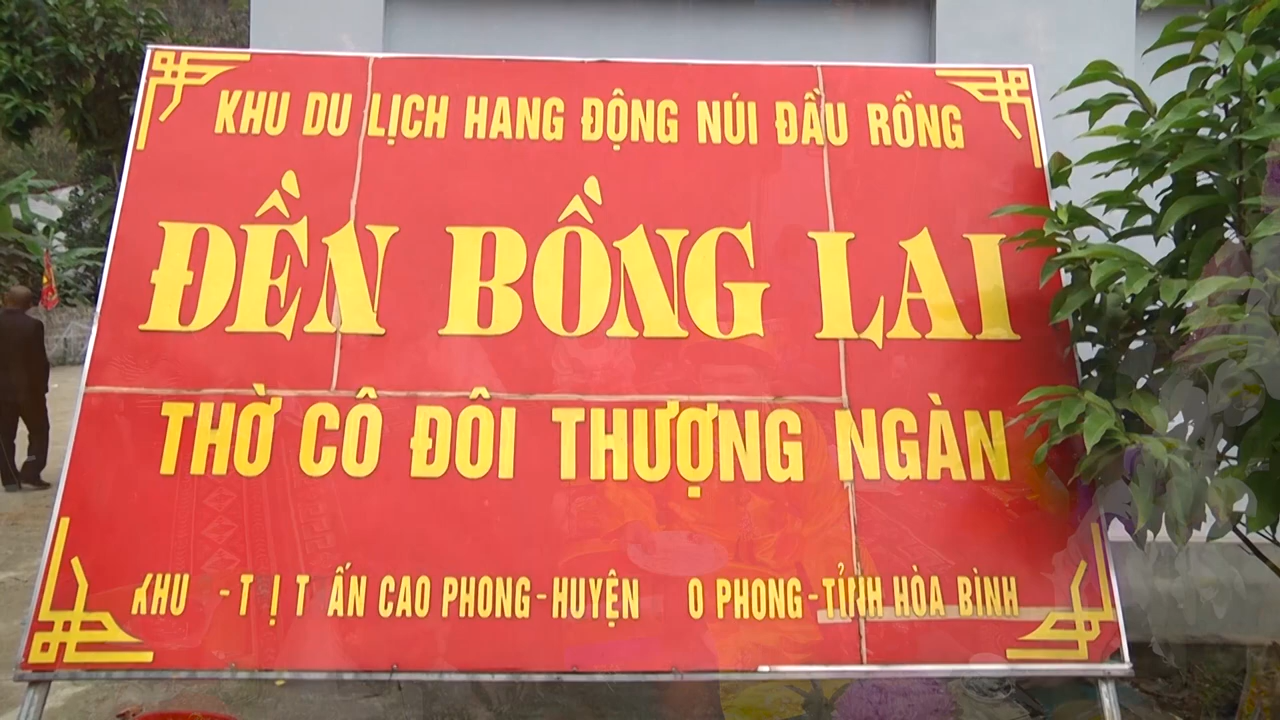 KHU DU LỊCH HANG ĐỘNG NÚI ĐẦU RỒNG
ĐỀN BỒNG LAI
THỜ CÔ ĐÔI THƯỢNG NGÀN
KHU -T Ị T ẤN CAO PHONG-HUYỆN O PHONG-TỈNH HÒA BÌNH